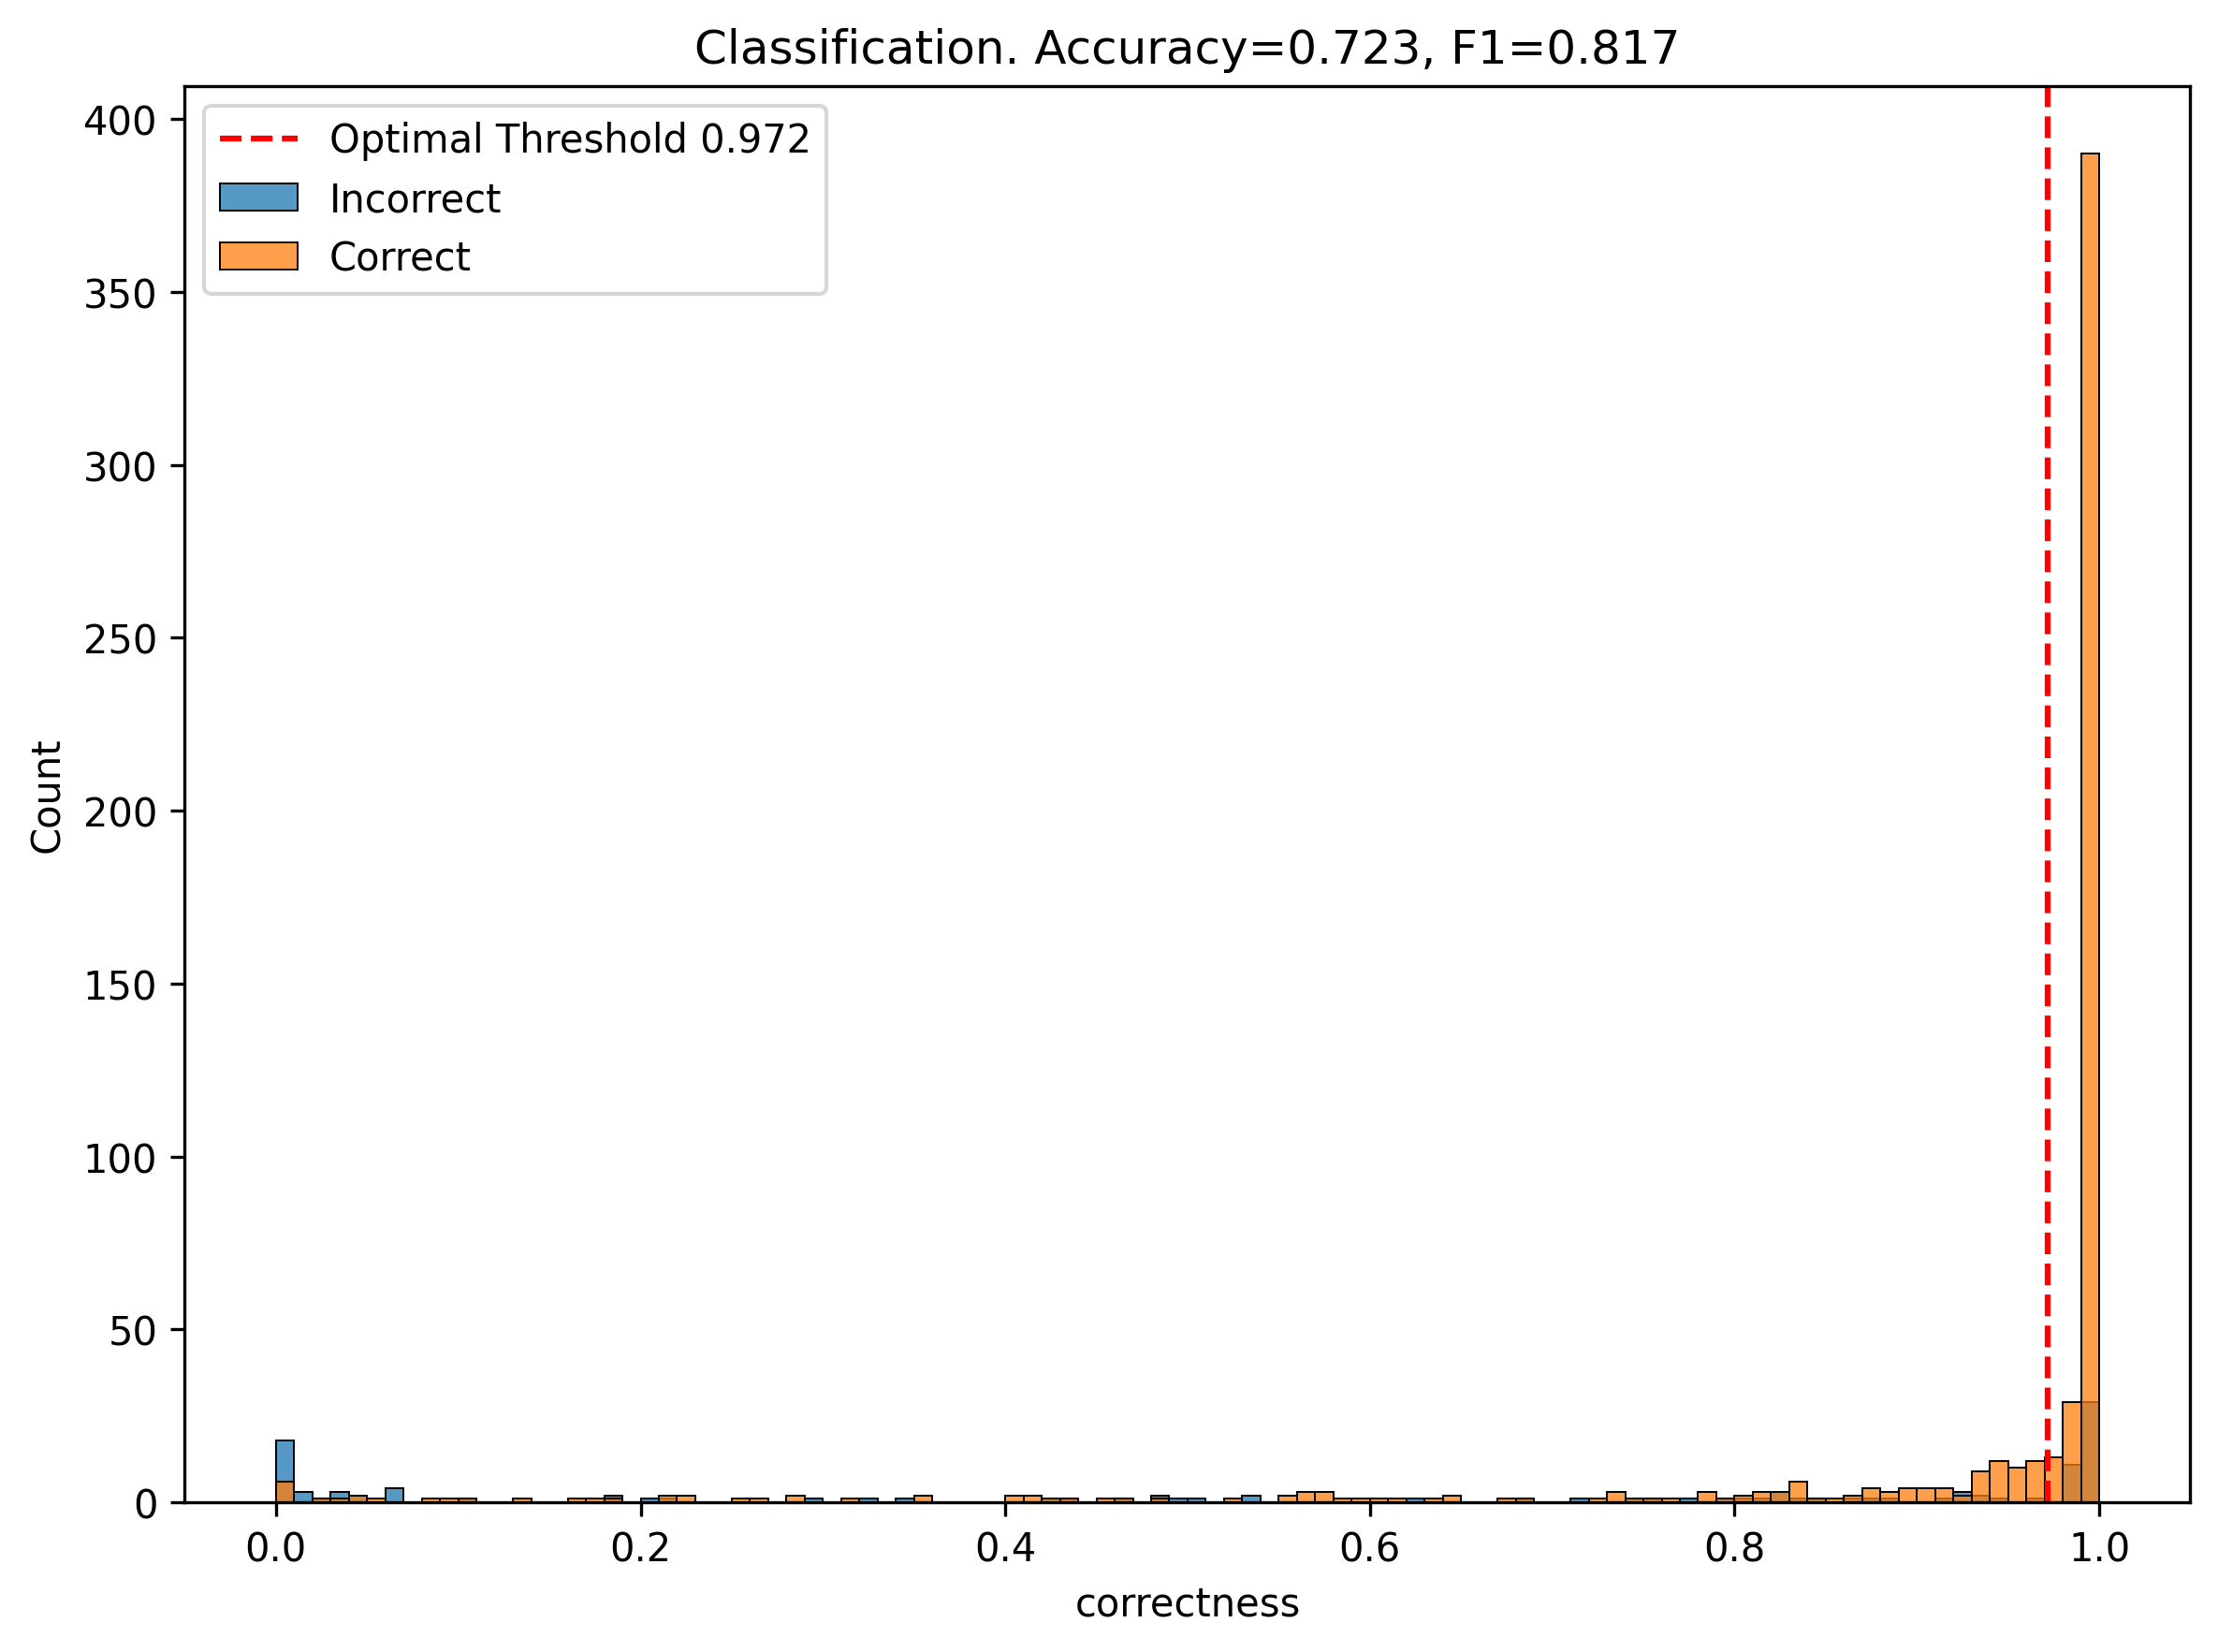 Classification. Accuracy=0.723, F1=0.817
Optimal Threshold 0.972
Incorrect
Correct
400
350
300
250
200
150
100
50
0
Count
0.0 0.2 0.4 0.6 0.8 1.0
correctness